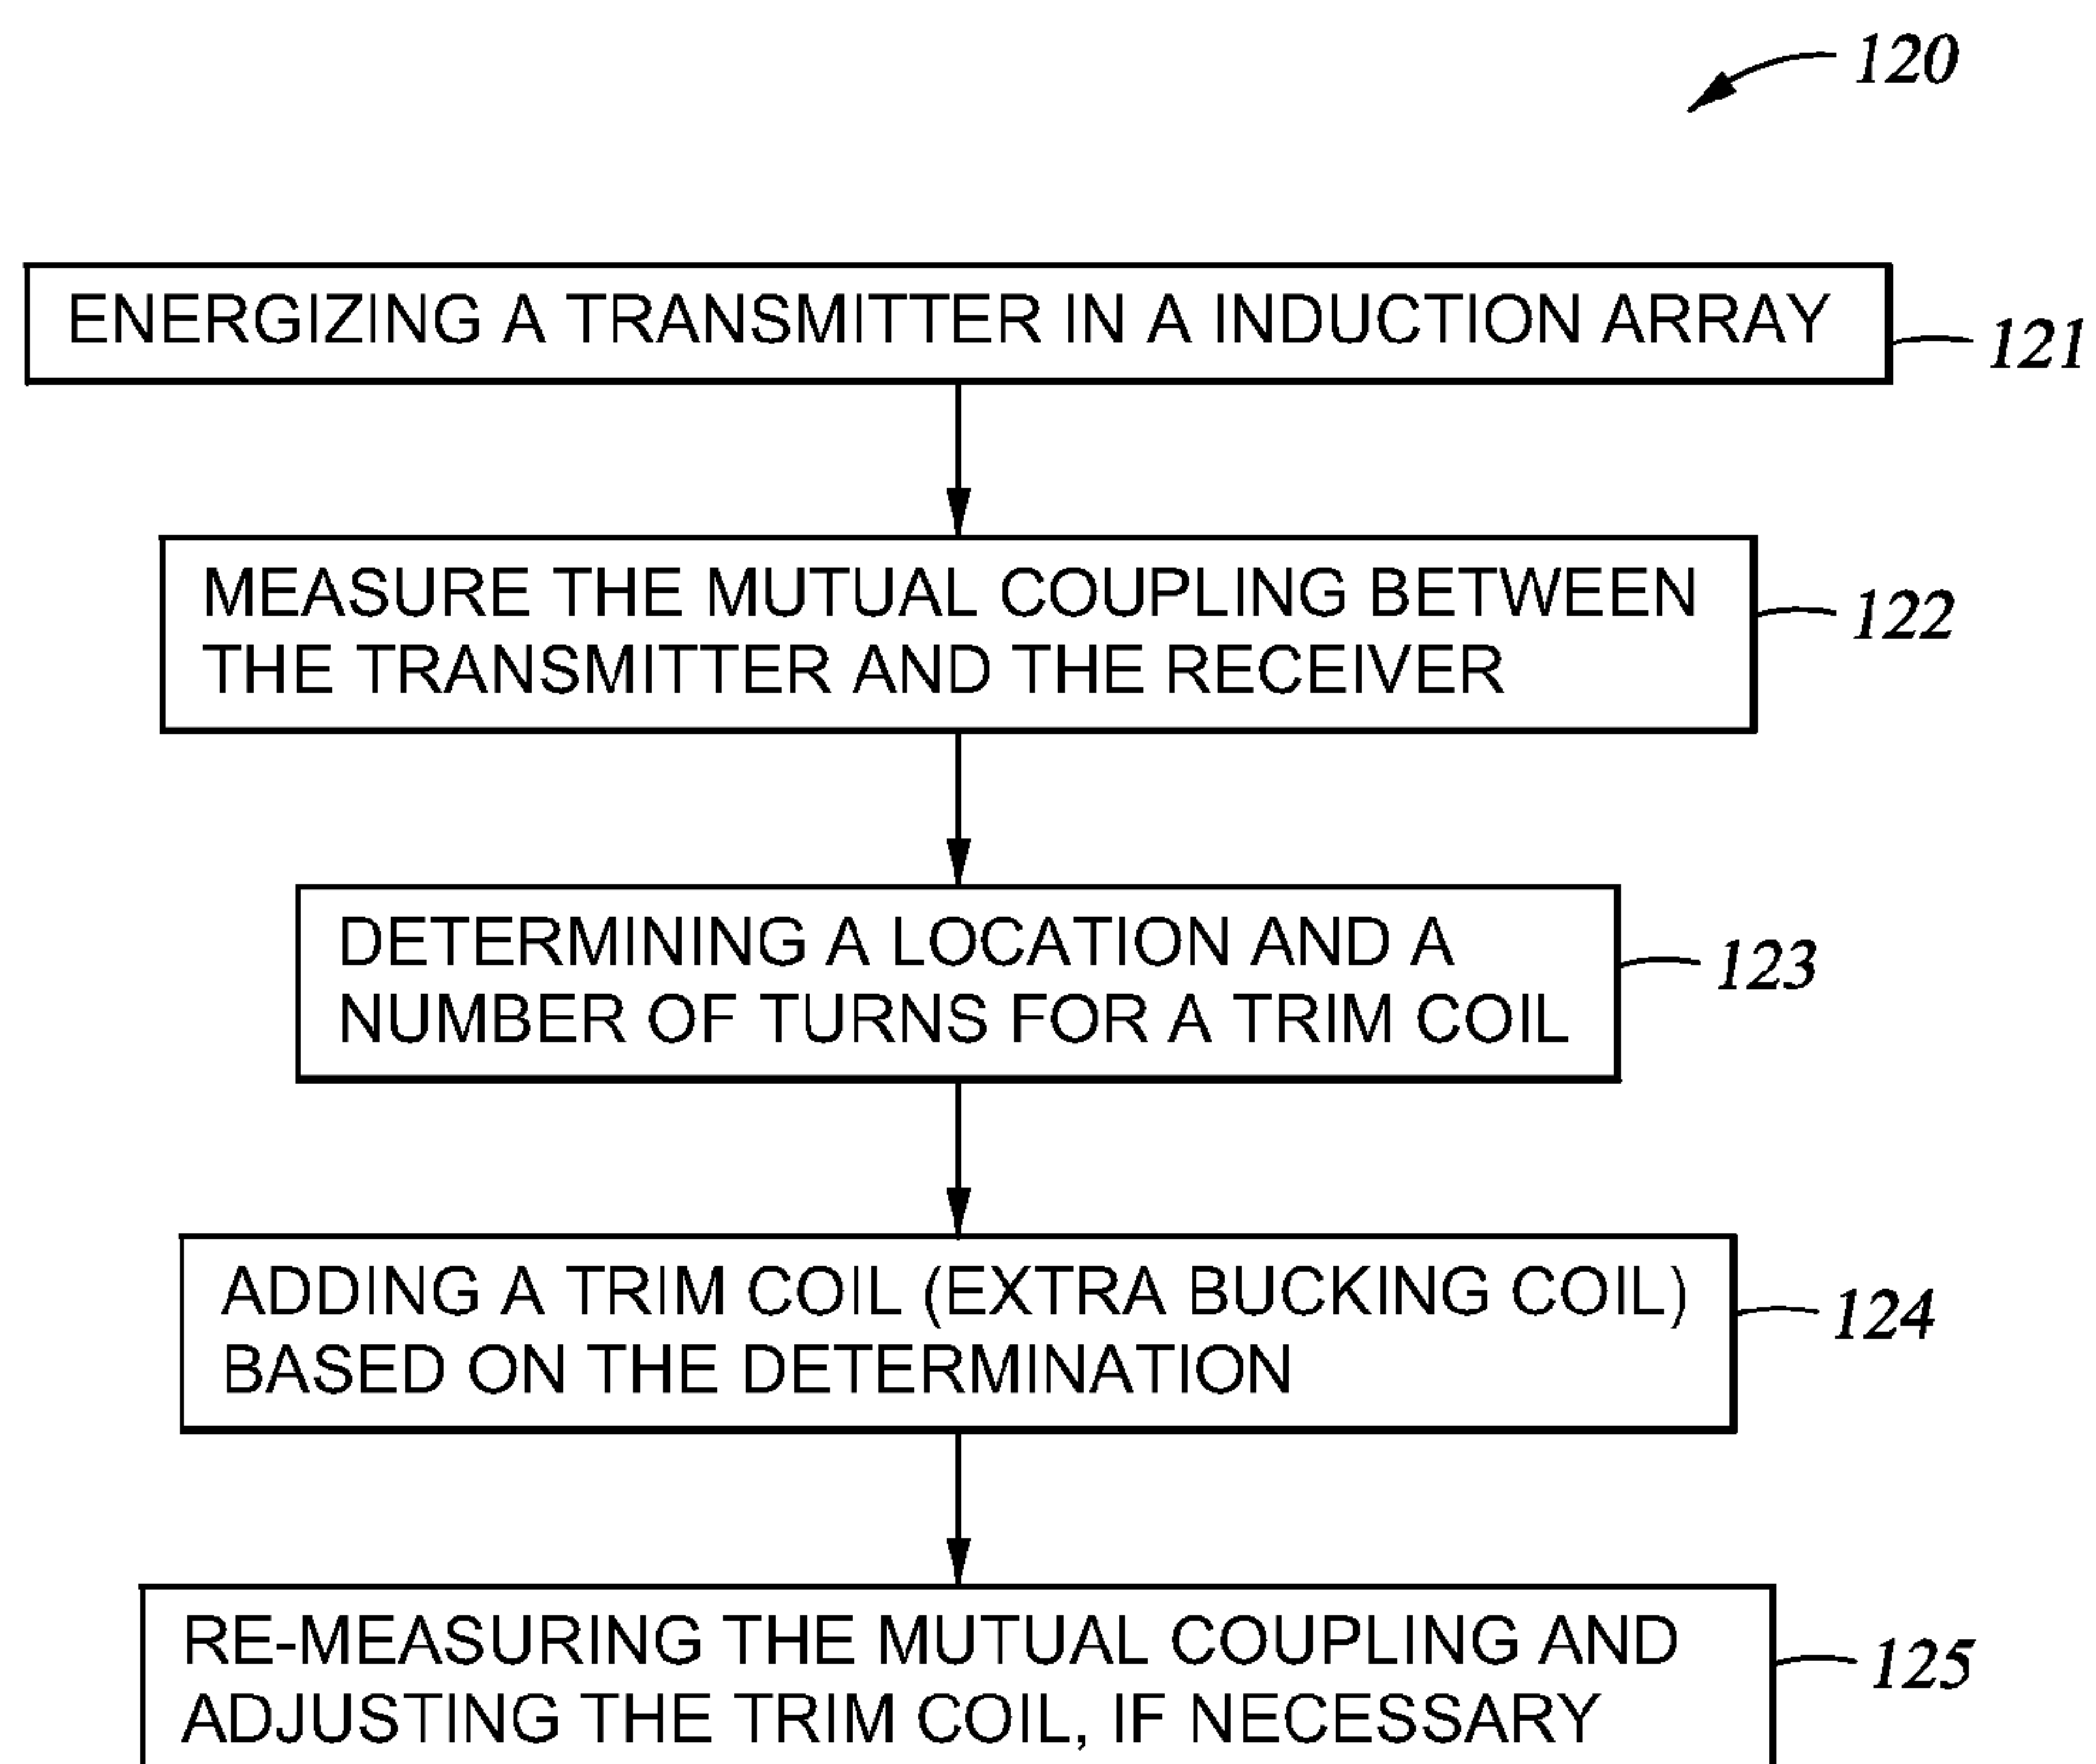 120
ENERGIZING A TRANSMITTER IN A INDUCTION ARRAY
121
MEASURE THE MUTUAL COUPLING BETWEEN
THE TRANSMITTER AND THE RECEIVER
122
DETERMINING A LOCATION AND A
NUMBER OF TURNS FOR A TRIM COIL
123
ADDING A TRIM COIL (EXTRA BUCKING COIL)
BASED ON THE DETERMINATION
124
RE-MEASURING THE MUTUAL COUPLING AND
ADJUSTING THE TRIM COIL, IF NECESSARY
125